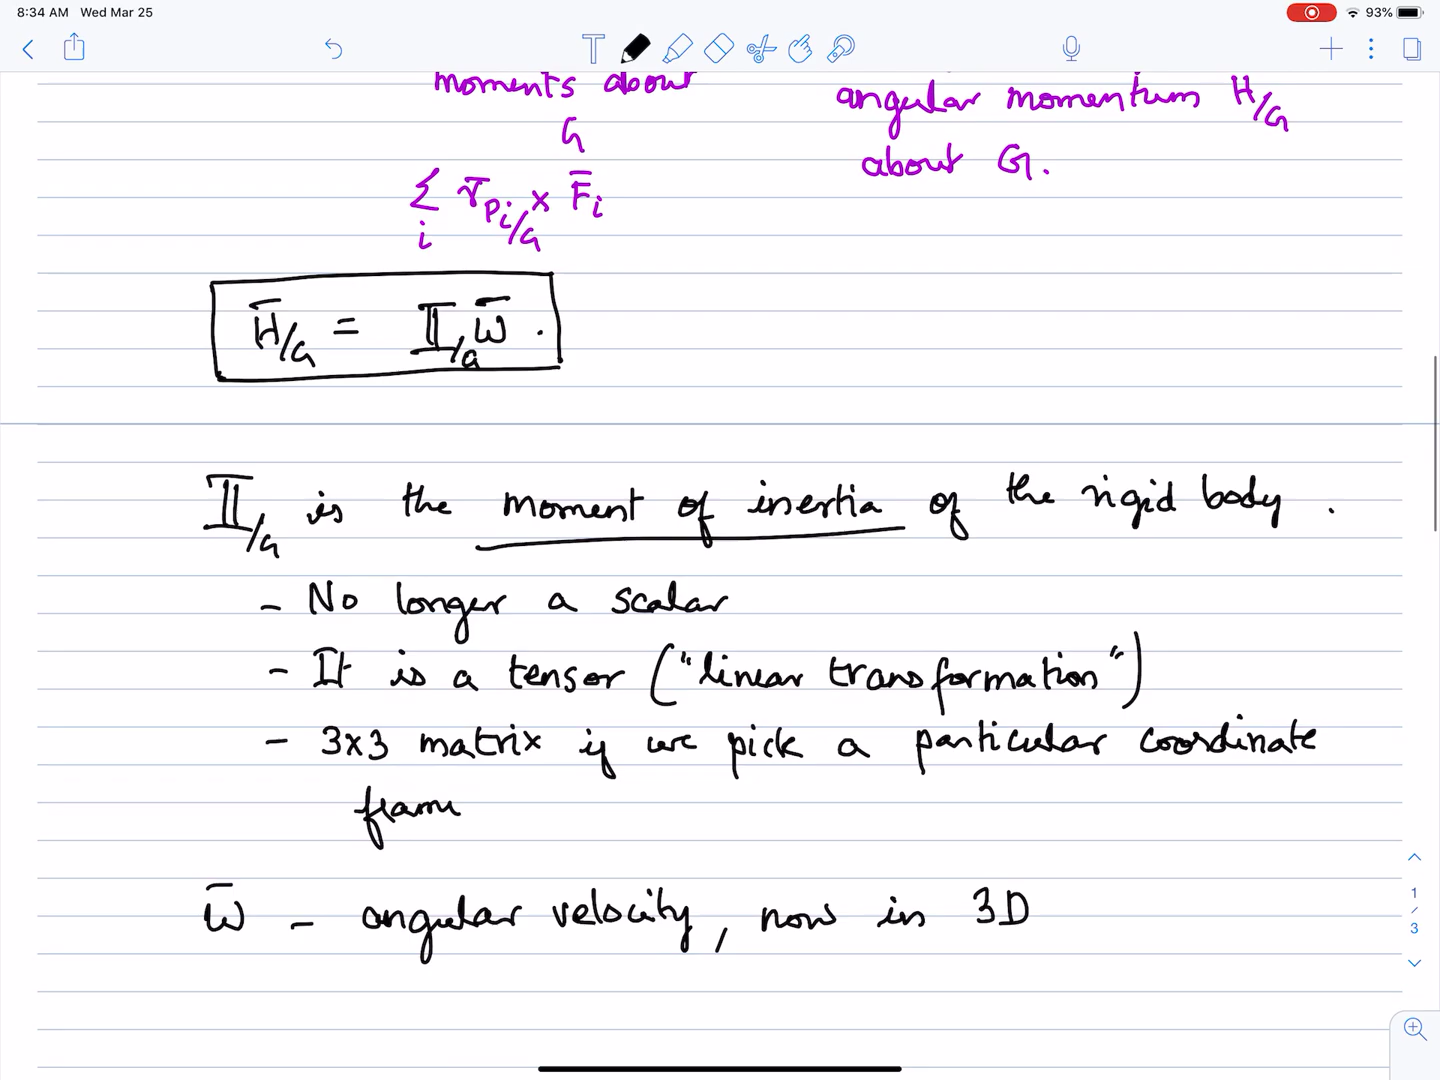 8:34 AM Wed Mar 25
93%
moments about
G
angular momentum H/G
about G.
Σ r̄Pi/G × F̄i
i
H̄/G = 𝕀/G ω̄ .
𝕀/G is the moment of inertia of the rigid body .
- No longer a scalar
- It is a tensor ("linear transformation")
- 3x3 matrix if we pick a particular coordinate
frame
ω̄ - angular velocity, now in 3D
1
/
3